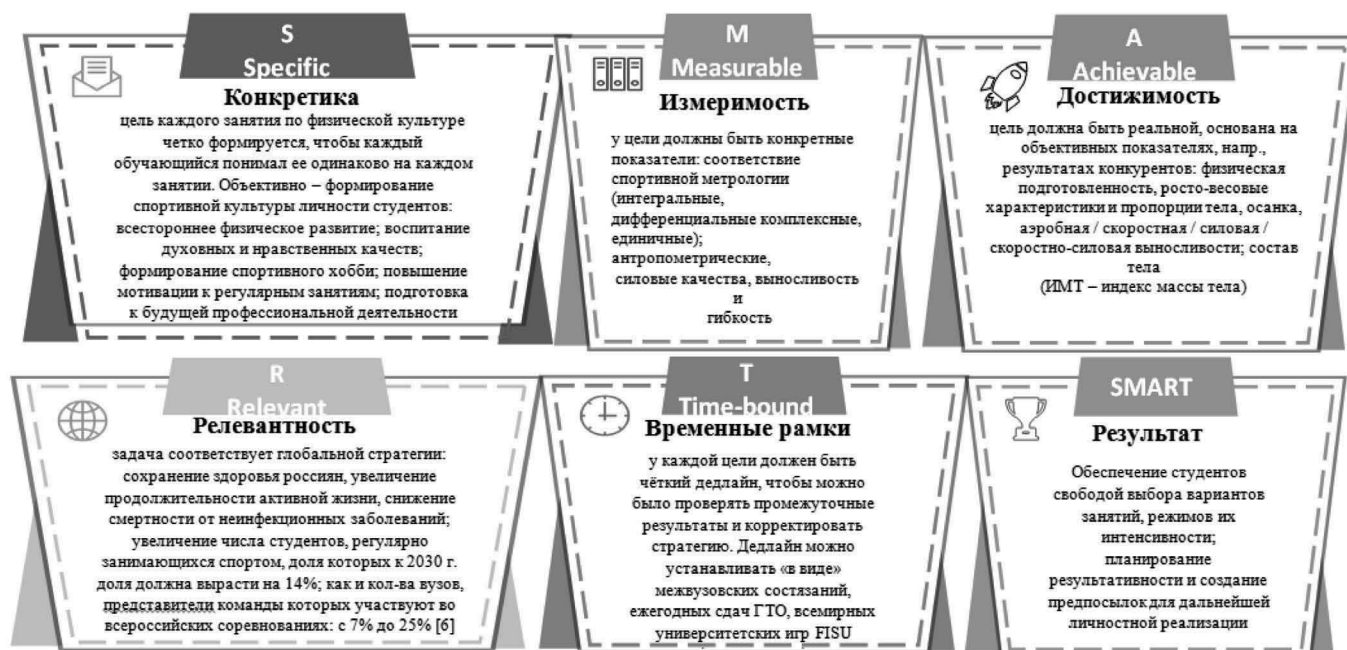 S
Specific
Конкретика
цель каждого занятия по физической культуре
четко формируется, чтобы каждый
обучающийся понимал ее одинаково на каждом
занятии. Объективно – формирование
спортивной культуры личности студентов:
всестороннее физическое развитие; воспитание
духовных и нравственных качеств;
формирование спортивного хобби; повышение
мотивации к регулярным занятиям; подготовка
к будущей профессиональной деятельности
M
Measurable
Измеримость
у цели должны быть конкретные
показатели: соответствие
спортивной метрологии
(интегральные,
дифференциальные комплексные,
единичные);
антропометрические,
силовые качества, выносливость
и
гибкость
A
Achievable
Достижимость
цель должна быть реальной, основана на
объективных показателях, напр.,
результатах конкурентов: физическая
подготовленность, росто-весовые
характеристики и пропорции тела, осанка,
аэробная / скоростная / силовая /
скоростно-силовая выносливости; состав
тела
(ИМТ – индекс массы тела)
R
Relevant
Релевантность
задача соответствует глобальной стратегии:
сохранение здоровья россиян, увеличение
продолжительности активной жизни, снижение
смертности от неинфекционных заболеваний;
увеличение числа студентов, регулярно
занимающихся спортом, доля которых к 2030 г.
доля должна вырасти на 14%; как и кол-ва вузов,
представители команды которых участвуют во
всероссийских соревнованиях: с 7% до 25% [6]
T
Time-bound
Временные рамки
у каждой цели должен быть
чёткий дедлайн, чтобы можно
было проверять промежуточные
результаты и корректировать
стратегию. Дедлайн можно
устанавливать «в виде»
межвузовских состязаний,
ежегодных сдач ГТО, всемирных
университетских игр FISU
SMART
Результат
Обеспечение студентов
свободой выбора вариантов
занятий, режимов их
интенсивности;
планирование
результативности и создание
предпосылок для дальнейшей
личностной реализации